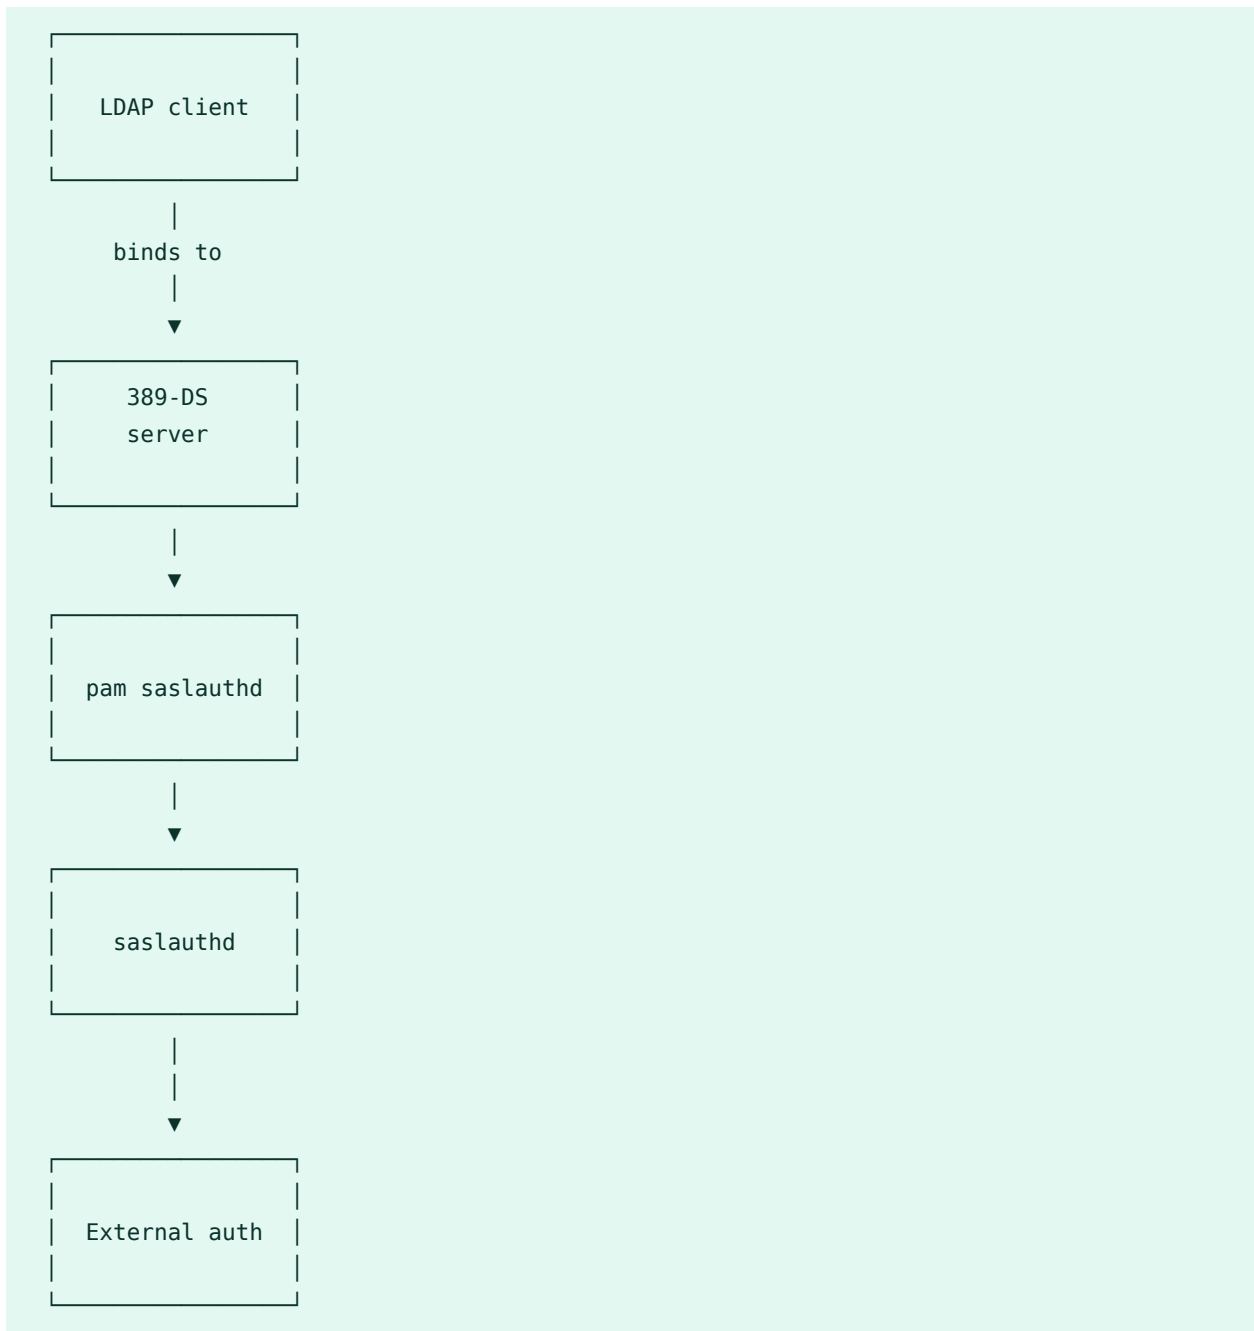 LDAP client
binds to
389-DS
server
pam saslauthd
saslauthd
External auth